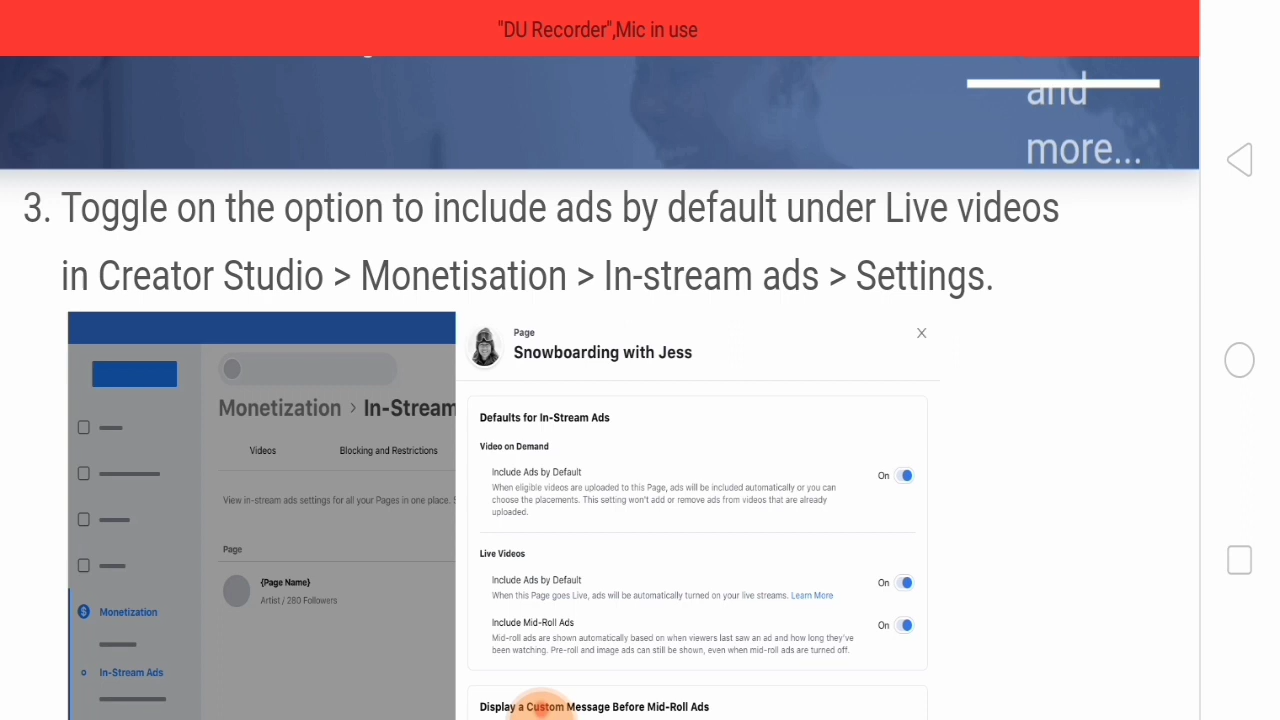 "DU Recorder",Mic in use
and
more...
3. Toggle on the option to include ads by default under Live videos
in Creator Studio > Monetisation > In-stream ads > Settings.
Page
Snowboarding with Jess
Monetization › In-Stream
Videos
Blocking and Restrictions
View in-stream ads settings for all your Pages in one place.
Page
{Page Name}
Artist / 280 Followers
Monetization
In-Stream Ads
Defaults for In-Stream Ads
Video on Demand
Include Ads by Default
On
When eligible videos are uploaded to this Page, ads will be included automatically or you can
choose the placements. This setting won't add or remove ads from videos that are already
uploaded.
Live Videos
Include Ads by Default
On
When this Page goes Live, ads will be automatically turned on your live streams. Learn More
Include Mid-Roll Ads
On
Mid-roll ads are shown automatically based on when viewers last saw an ad and how long they've
been watching. Pre-roll and image ads can still be shown, even when mid-roll ads are turned off.
Display a Custom Message Before Mid-Roll Ads